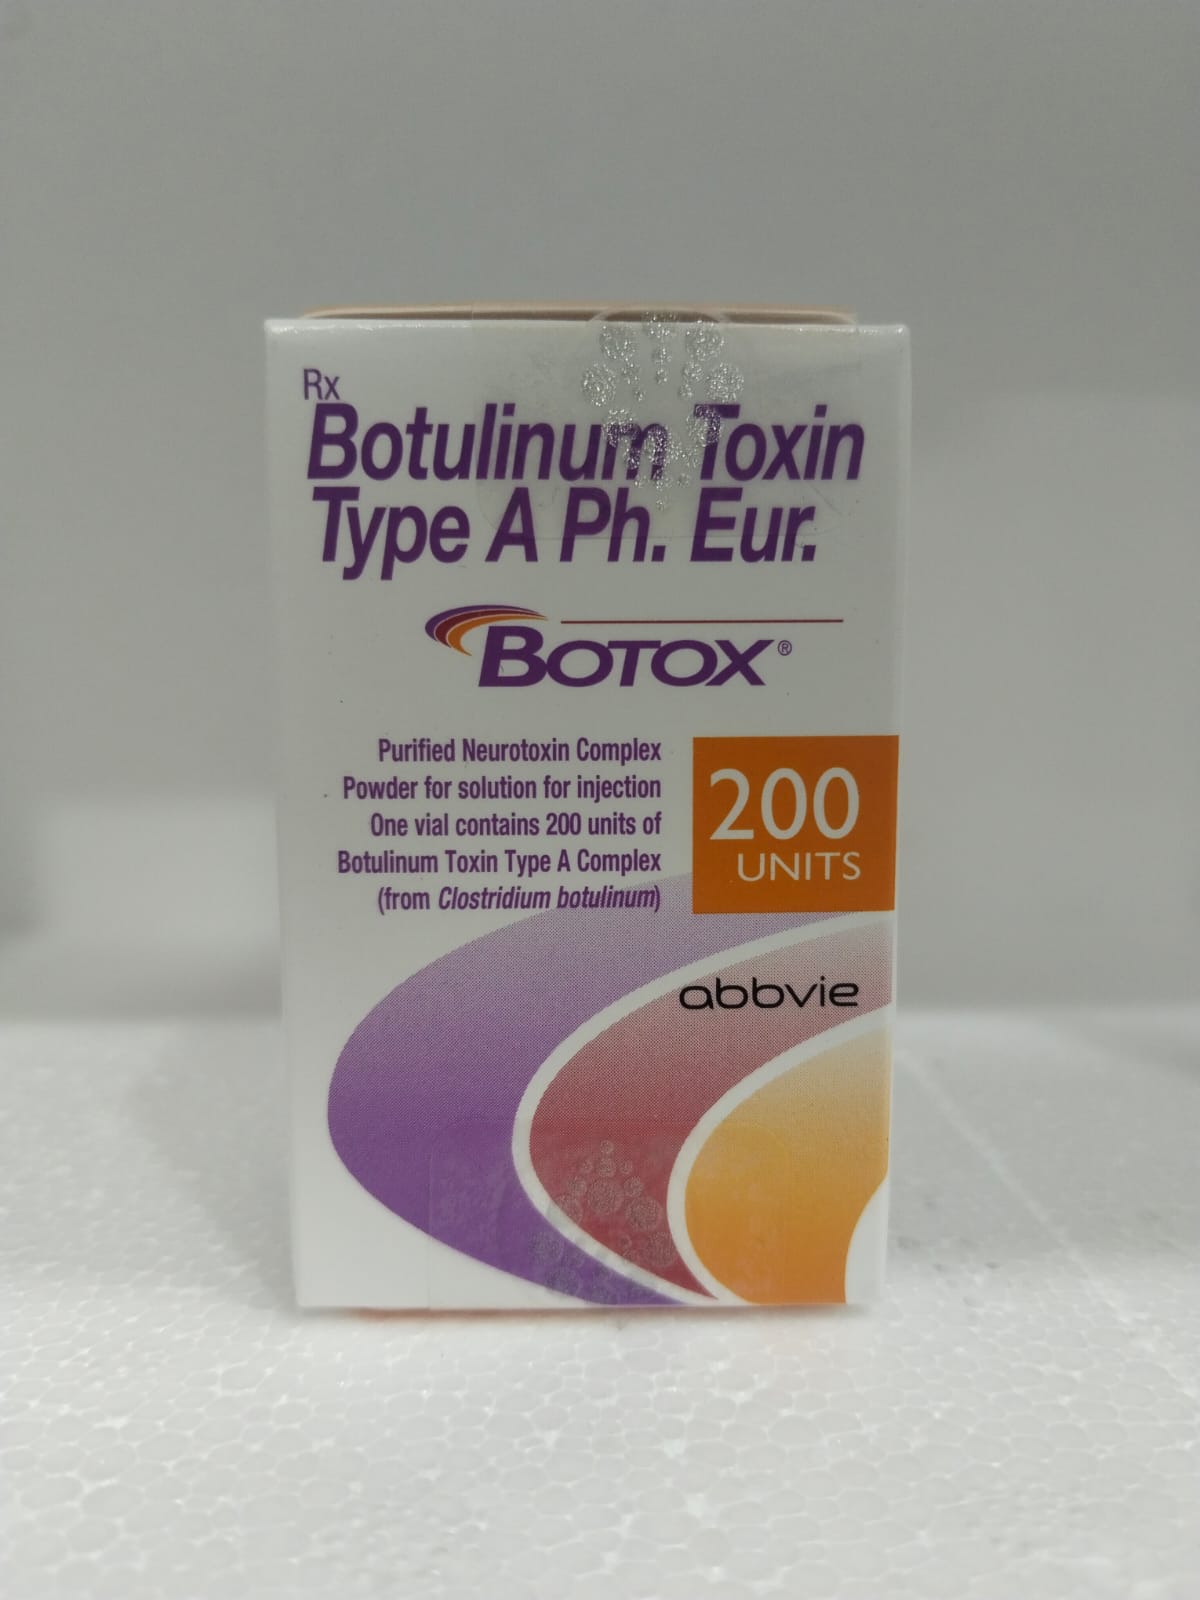 Rx
Botulinum Toxin
Type A Ph. Eur.
BOTOX®
Purified Neurotoxin Complex
Powder for solution for injection
One vial contains 200 units of
Botulinum Toxin Type A Complex
(from Clostridium botulinum)
200
UNITS
abbvie